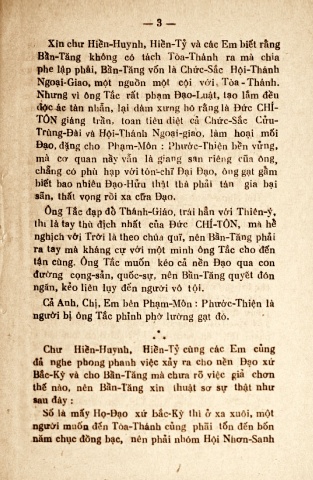 — 3 —
Xin chư Hiền-Huynh, Hiền-Tỷ và các Em biết rằng
Bần-Tăng không có tách Tòa-Thánh ra mà chia
phe lập phái, Bần-Tăng vốn là Chức-Sắc Hội-Thánh
Ngoại-Giao, một nguồn một cội với Tòa-Thánh.
Nhưng vì ông Tắc rất phạm Đạo-Luật, tạo lắm đều
độc ác tàn nhẫn, lại dám xưng hô rằng là Đức CHÍ-
TÔN giáng trần, toan tiêu diệt cả Chức-Sắc Cửu-
Trùng-Đài và Hội-Thánh Ngoại-giao, làm hoại mối
Đạo, dặng cho Phạm-Môn : Phước-Thiện bền vững,
mà cơ quan nầy vẫn là giang san riêng của ông,
chẳng có phù hạp với tôn-chỉ Đại Đạo, ông gạt gẫm
biết bao nhiêu Đạo-Hữu thật thà phải tán gia bại
sản, thất vọng rồi xa cữa Đạo.
Ông Tắc đạp đổ Thánh-Giáo, trái hẳn với Thiên-ý,
thì là tay thù địch nhất của Đức CHÍ-TÔN, mà hể
nghịch với Trời là theo chúa quĩ, nên Bần-Tăng phải
ra tay mà kháng cự với một mình ông Tắc cho đến
tận cùng. Ông Tắc muốn kéo cả nền Đạo qua con
đường cọng-sản, quốc-sự, nên Bần-Tăng quyết đón
ngăn, kẻo liên lụy đến người vô tội.
Cả Anh, Chị, Em bên Phạm-Môn : Phước-Thiện là
người bị ông Tắc phỉnh phờ lường gạt đó.
Chư Hiền-Huynh, Hiền-Tỷ cùng các Em củng
đã nghe phong phanh việc xảy ra cho nền Đạo xứ
Bắc-Kỳ và cho Bần-Tăng mà chưa rõ việc giả chơn
thế nào, nên Bần-Tăng xin thuật sơ sự thật như
sau đây :
Số là mấy Họ-Đạo xứ bắc-Kỳ thì ở xa xuôi, một
người muốn đến Tòa-Thánh củng phải tốn đến bốn
năm chục đồng bạc, nên phải nhóm Hội Nhơn-Sanh